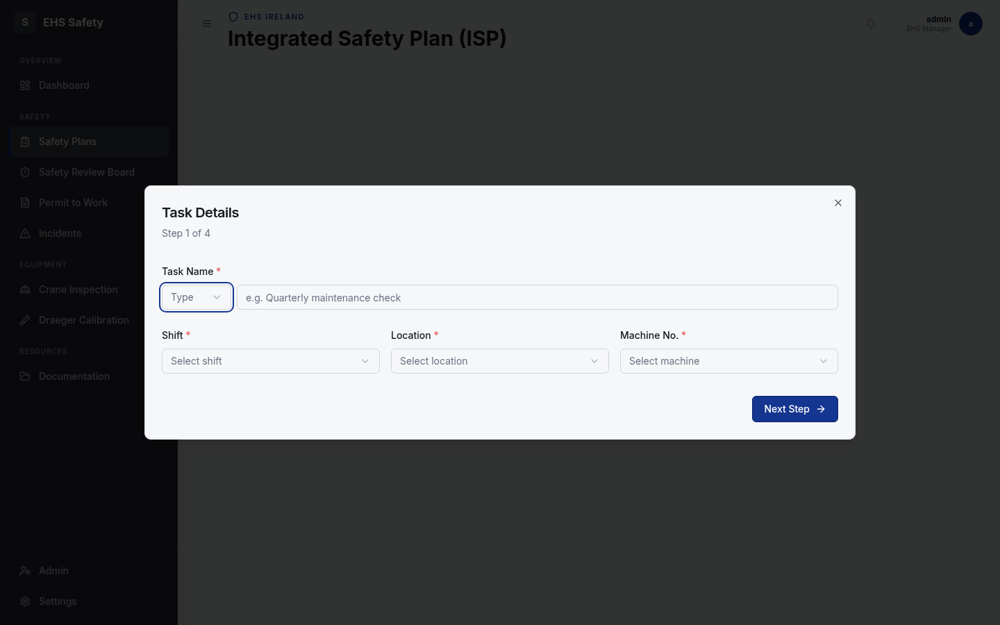 S EHS Safety
OVERVIEW
Dashboard
SAFETY
Safety Plans
Safety Review Board
Permit to Work
Incidents
EQUIPMENT
Crane Inspection
Draeger Calibration
RESOURCES
Documentation
Admin
Settings
EHS IRELAND
Integrated Safety Plan (ISP)
admin
EHS Manager
a
Task Details
Step 1 of 4
Task Name *
Type e.g. Quarterly maintenance check
Shift * Location * Machine No. *
Select shift Select location Select machine
Next Step